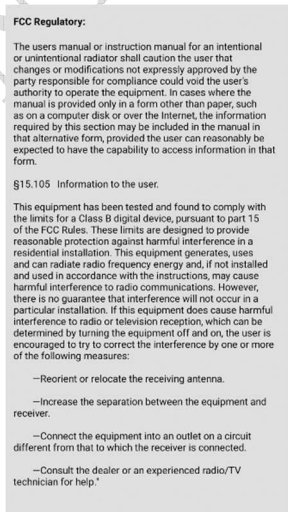 FCC Regulatory:
The users manual or instruction manual for an intentional
or unintentional radiator shall caution the user that
changes or modifications not expressly approved by the
party responsible for compliance could void the user's
authority to operate the equipment. In cases where the
manual is provided only in a form other than paper, such
as on a computer disk or over the Internet, the information
required by this section may be included in the manual in
that alternative form, provided the user can reasonably be
expected to have the capability to access information in that
form.
§15.105 Information to the user.
This equipment has been tested and found to comply with
the limits for a Class B digital device, pursuant to part 15
of the FCC Rules. These limits are designed to provide
reasonable protection against harmful interference in a
residential installation. This equipment generates, uses
and can radiate radio frequency energy and, if not installed
and used in accordance with the instructions, may cause
harmful interference to radio communications. However,
there is no guarantee that interference will not occur in a
particular installation. If this equipment does cause harmful
interference to radio or television reception, which can be
determined by turning the equipment off and on, the user is
encouraged to try to correct the interference by one or more
of the following measures:
—Reorient or relocate the receiving antenna.
—Increase the separation between the equipment and
receiver.
—Connect the equipment into an outlet on a circuit
different from that to which the receiver is connected.
—Consult the dealer or an experienced radio/TV
technician for help."